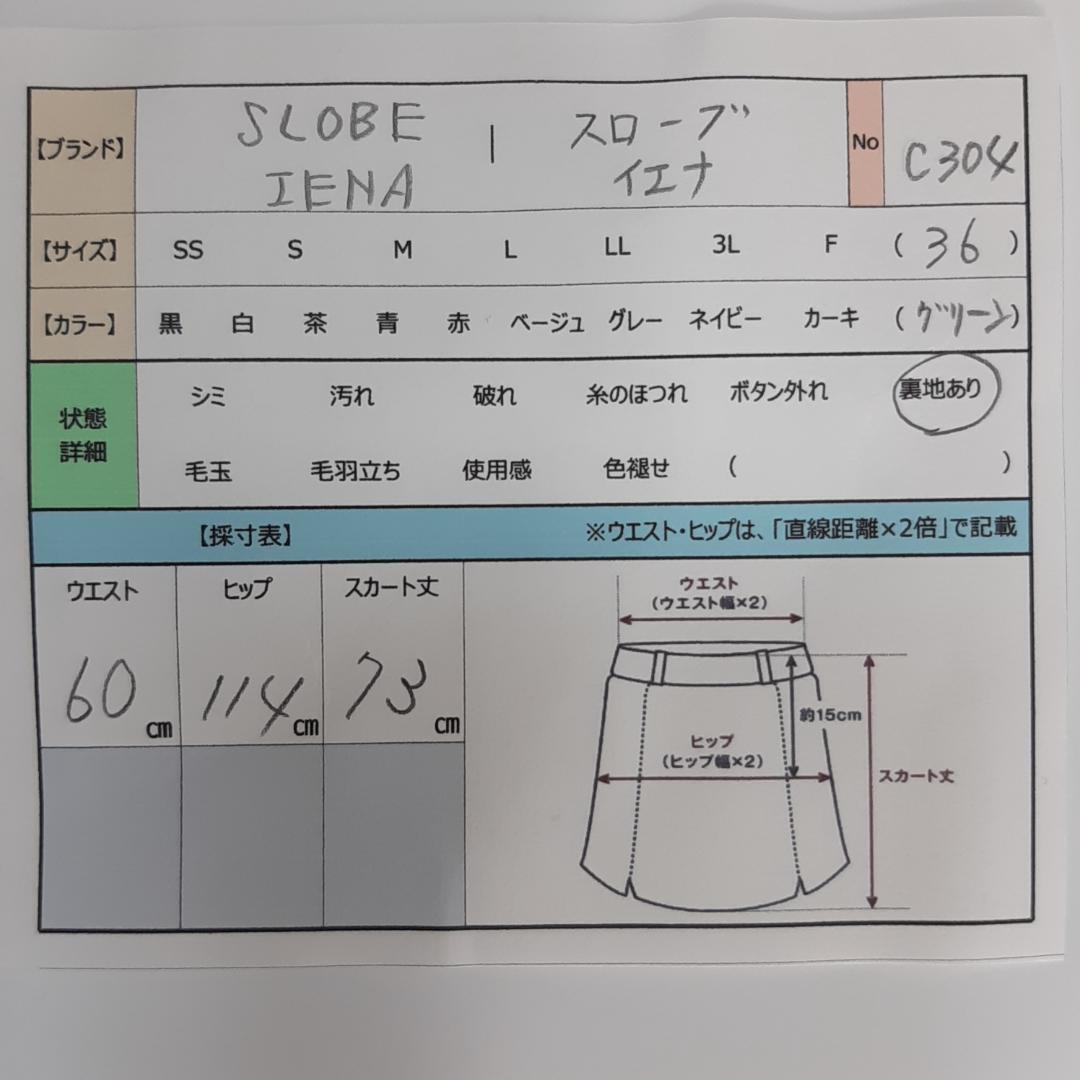 【ブランド】 SLOBE IENA | スローブ イエナ No C304
【サイズ】 SS S M L LL 3L F ( 36 )
【カラー】 黒 白 茶 青 赤 ベージュ グレー ネイビー カーキ ( グリーン )
状態詳細 シミ 汚れ 破れ 糸のほつれ ボタン外れ 裏地あり
毛玉 毛羽立ち 使用感 色褪せ ( )
【採寸表】 ※ウエスト・ヒップは、「直線距離×2倍」で記載
ウエスト ヒップ スカート丈
60cm 114cm 73cm
ウエスト
(ウエスト幅×2)
約15cm
ヒップ
(ヒップ幅×2)
スカート丈